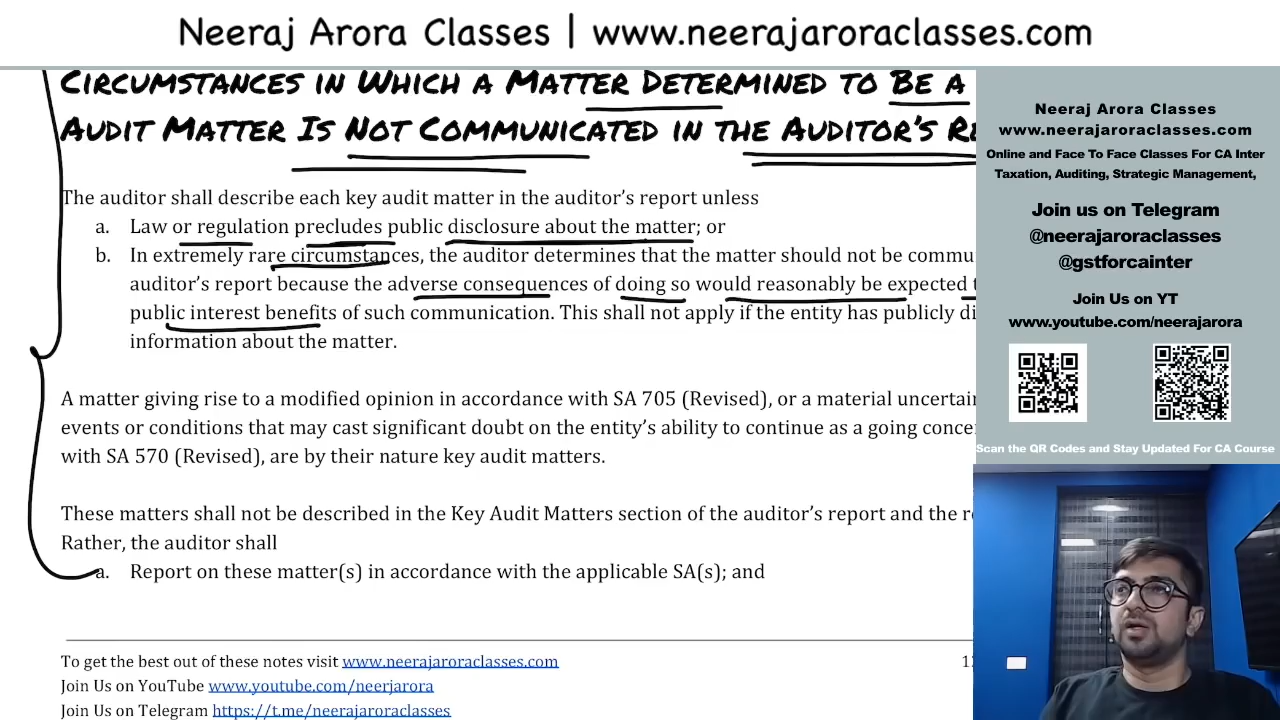 Neeraj Arora Classes | www.neerajaroraclasses.com
CIRCUMSTANCES IN WHICH A MATTER DETERMINED TO BE A
AUDIT MATTER IS NOT COMMUNICATED IN THE AUDITOR'S
The auditor shall describe each key audit matter in the auditor's report unless
a. Law or regulation precludes public disclosure about the matter; or
b. In extremely rare circumstances, the auditor determines that the matter should not be
auditor's report because the adverse consequences of doing so would reasonably be expected
public interest benefits of such communication. This shall not apply if the entity has publicly
information about the matter.
A matter giving rise to a modified opinion in accordance with SA 705 (Revised), or a material
events or conditions that may cast significant doubt on the entity's ability to continue as a going
with SA 570 (Revised), are by their nature key audit matters.
These matters shall not be described in the Key Audit Matters section of the auditor's report and the
Rather, the auditor shall
a. Report on these matter(s) in accordance with the applicable SA(s); and
To get the best out of these notes visit www.neerajaroraclasses.com
Join Us on YouTube www.youtube.com/neerjarora
Join Us on Telegram https://t.me/neerajaroraclasses
Neeraj Arora Classes
www.neerajaroraclasses.com
Online and Face To Face Classes For CA Inter
Taxation, Auditing, Strategic Management,
Join us on Telegram
@neerajaroraclasses
@gstforcainter
Join Us on YT
www.youtube.com/neerajarora
Scan the QR Codes and Stay Updated For CA Course